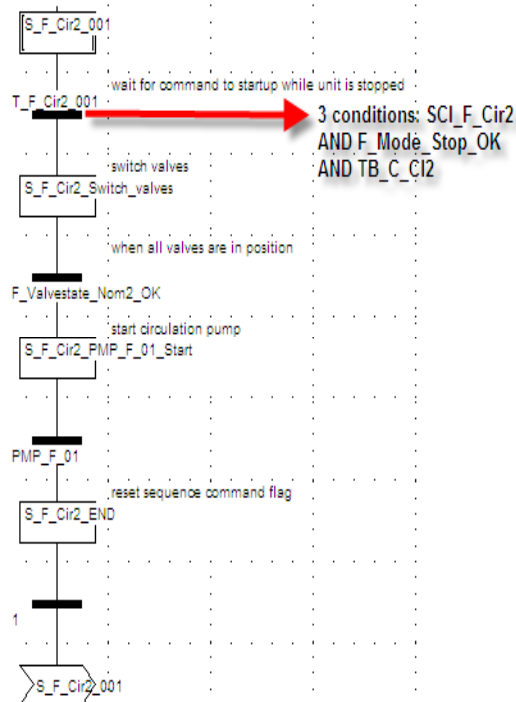 S_F_Cir2_001
wait for command to startup while unit is stopped
T_F_Cir2_001
3 conditions: SCI_F_Cir2
AND F_Mode_Stop_OK
AND TB_C_CI2
switch valves
S_F_Cir2_Switch_valves
when all valves are in position
F_Valvestate_Nom2_OK
start circulation pump
S_F_Cir2_PMP_F_01_Start
PMP_F_01
reset sequence command flag
S_F_Cir2_END
1
S_F_Cir2_001